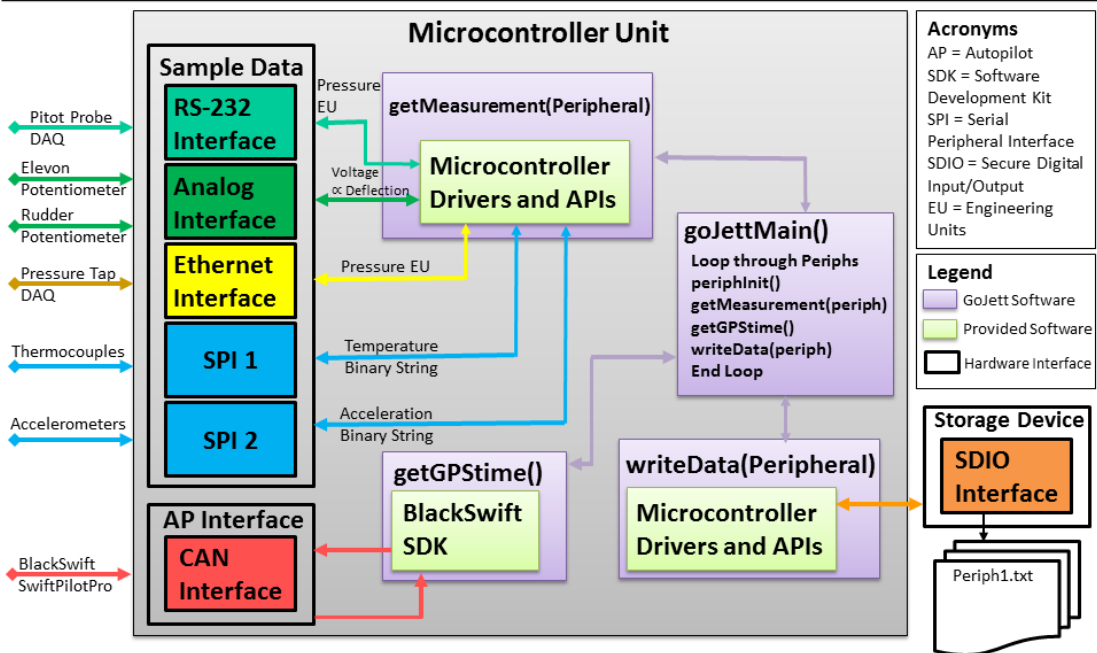 Microcontroller Unit
Pitot Probe
DAQ
Elevon
Potentiometer
Rudder
Potentiometer
Pressure Tap
DAQ
Thermocouples
Accelerometers
BlackSwift
SwiftPilotPro
Sample Data
RS-232
Interface
Analog
Interface
Ethernet
Interface
SPI 1
SPI 2
AP Interface
CAN
Interface
Pressure
EU
Voltage
∝ Deflection
Pressure EU
Temperature
Binary String
Acceleration
Binary String
getMeasurement(Peripheral)
Microcontroller
Drivers and APIs
getGPStime()
BlackSwift
SDK
goJettMain()
Loop through Periphs
periphInit()
getMeasurement(periph)
getGPStime()
writeData(periph)
End Loop
writeData(Peripheral)
Microcontroller
Drivers and APIs
Acronyms
AP = Autopilot
SDK = Software
Development Kit
SPI = Serial
Peripheral Interface
SDIO = Secure Digital
Input/Output
EU = Engineering
Units
Legend
GoJett Software
Provided Software
Hardware Interface
Storage Device
SDIO
Interface
Periph1.txt